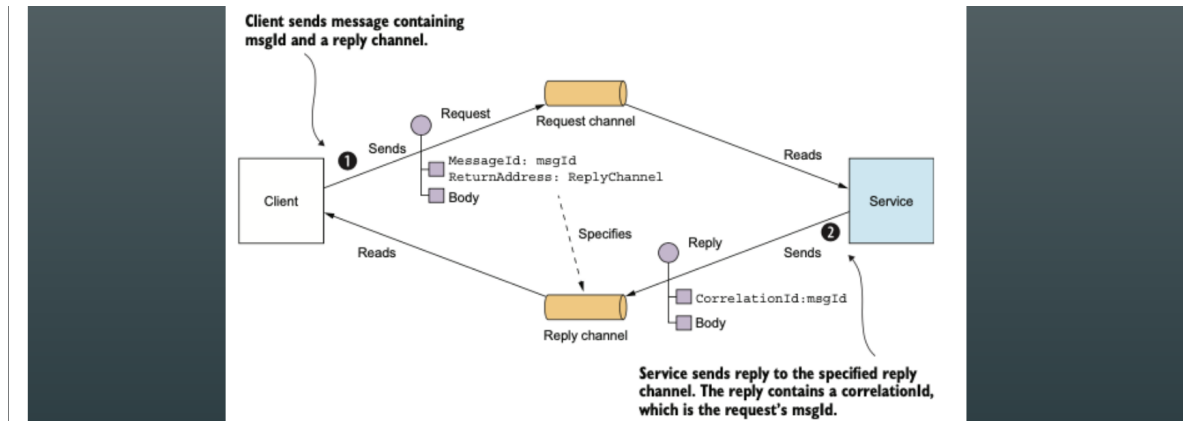 Client sends message containing
msgId and a reply channel.
Request
Request channel
Sends
1
Reads
MessageId: msgId
ReturnAddress: ReplyChannel
Body
Client
Service
Specifies
Reply
2
Sends
Reads
CorrelationId:msgId
Body
Reply channel
Service sends reply to the specified reply
channel. The reply contains a correlationId,
which is the request's msgId.